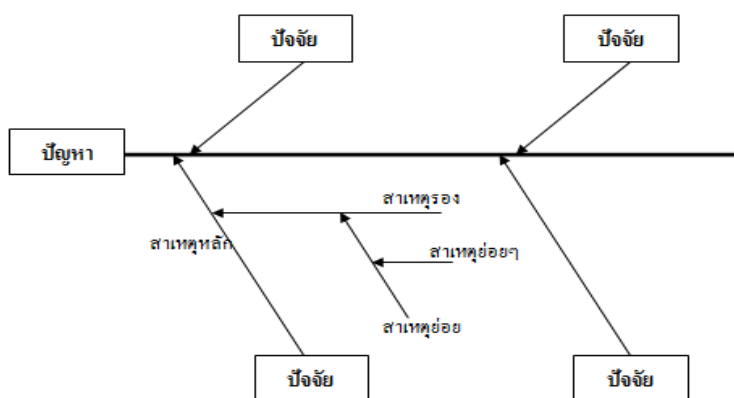 ปัจจัย
ปัจจัย
ปัญหา
สาเหตุรอง
สาเหตุหลัก
สาเหตุย่อยๆ
สาเหตุย่อย
ปัจจัย
ปัจจัย